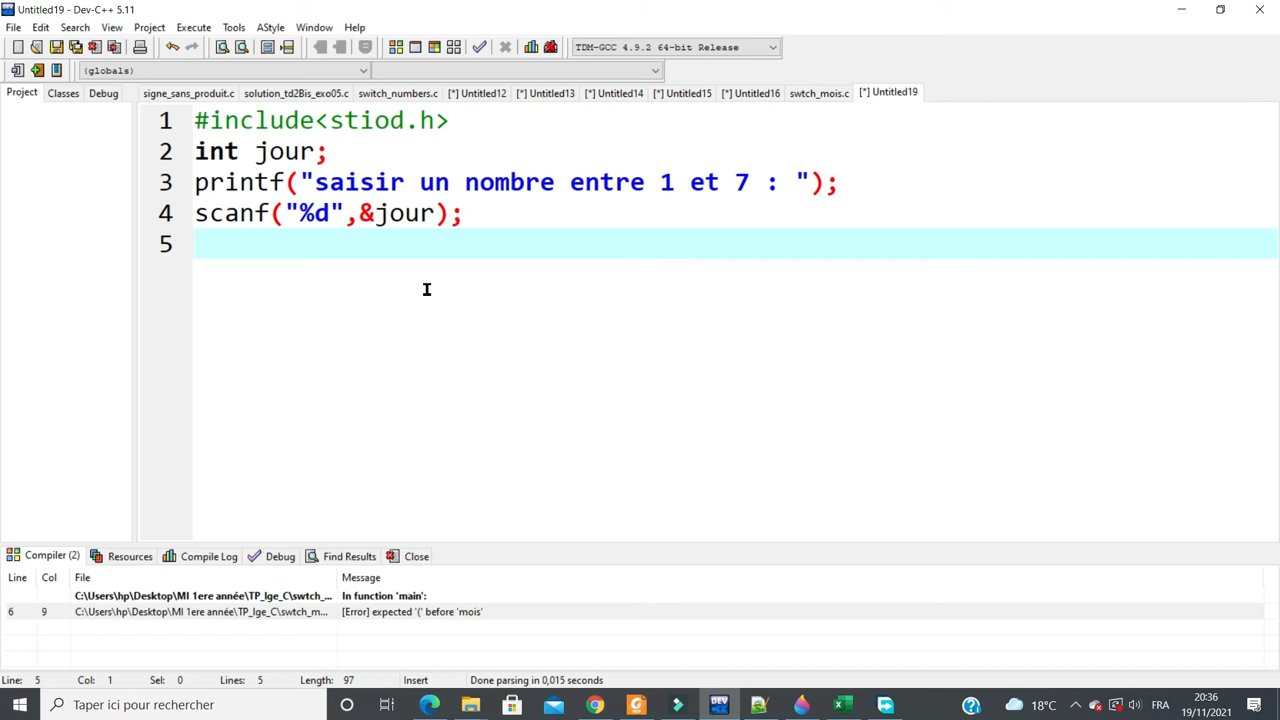 Untitled19 - Dev-C++ 5.11
File Edit Search View Project Execute Tools AStyle Window Help
TDM-GCC 4.9.2 64-bit Release
(globals)
Project Classes Debug
signe_sans_produit.c solution_td2Bis_exo05.c switch_numbers.c [*] Untitled12 [*] Untitled13 [*] Untitled14 [*] Untitled15 [*] Untitled16 swtch_mois.c [*] Untitled19
1 #include<stiod.h>
2 int jour;
3 printf("saisir un nombre entre 1 et 7 : ");
4 scanf("%d",&jour);
5
Compiler (2) Resources Compile Log Debug Find Results Close
Line Col File Message
C:\Users\hp\Desktop\MI 1ere année\TP_lge_C\swtch_... In function 'main':
6 9 C:\Users\hp\Desktop\MI 1ere année\TP_lge_C\swtch_m... [Error] expected '(' before 'mois'
Line: 5 Col: 1 Sel: 0 Lines: 5 Length: 97 Insert Done parsing in 0,015 seconds
Taper ici pour rechercher
DEV
18°C
FRA
20:36
19/11/2021